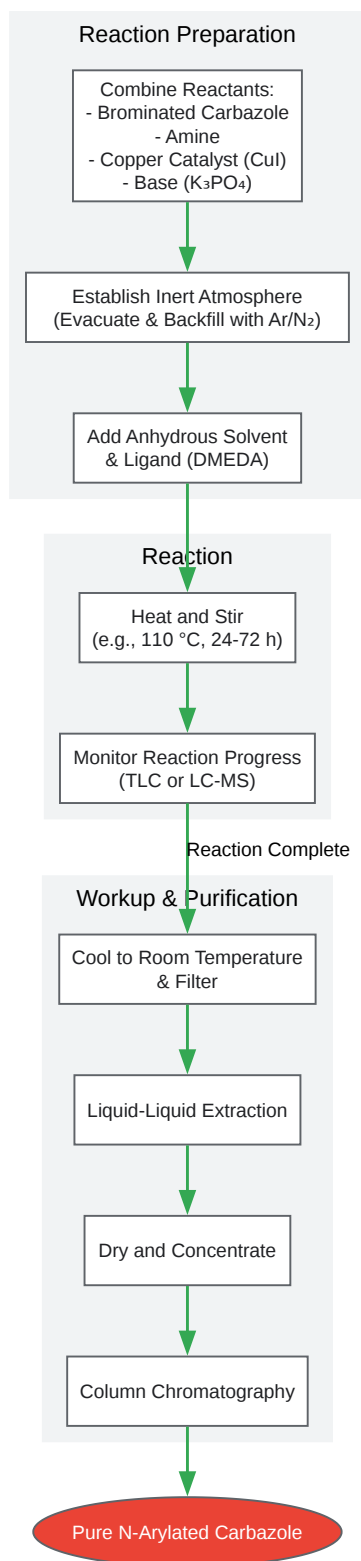 Reaction Preparation
Combine Reactants:
- Brominated Carbazole
- Amine
- Copper Catalyst (CuI)
- Base (K₃PO₄)
Establish Inert Atmosphere
(Evacuate & Backfill with Ar/N₂)
Add Anhydrous Solvent
& Ligand (DMEDA)
Reaction
Heat and Stir
(e.g., 110 °C, 24-72 h)
Monitor Reaction Progress
(TLC or LC-MS)
Reaction Complete
Workup & Purification
Cool to Room Temperature
& Filter
Liquid-Liquid Extraction
Dry and Concentrate
Column Chromatography
Pure N-Arylated Carbazole